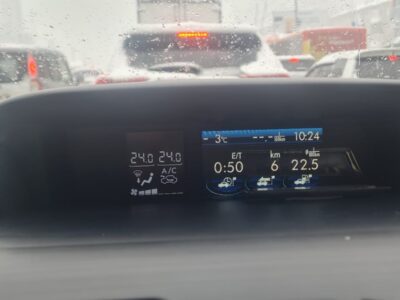 - 3°C --.- 10:24
24.0 24.0
A/C
E/T km
0:50 6 22.5